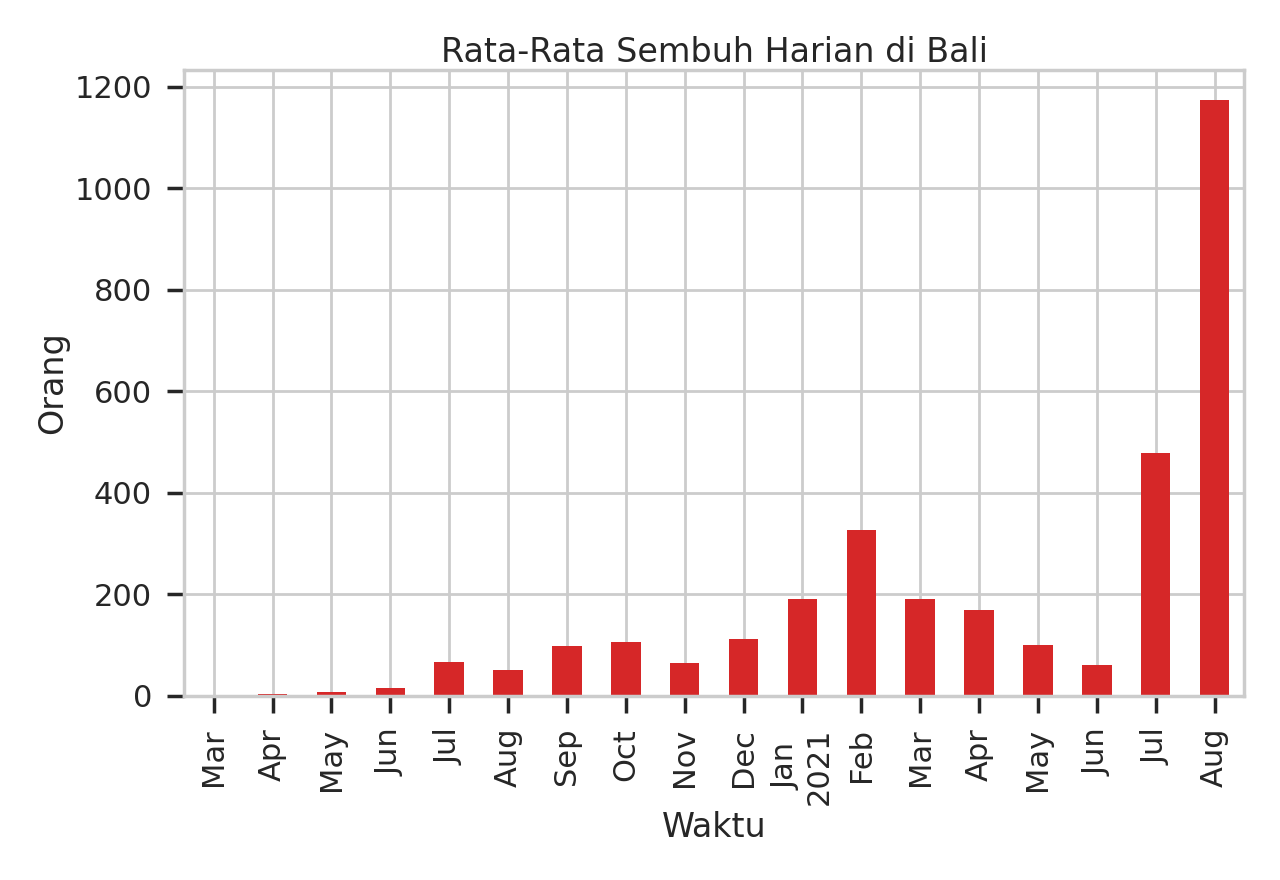 Rata-Rata Sembuh Harian di Bali
1200
1000
800
600
400
200
0
Orang
Mar
Apr
May
Jun
Jul
Aug
Sep
Oct
Nov
Dec
Jan
2021
Feb
Mar
Apr
May
Jun
Jul
Aug
Waktu